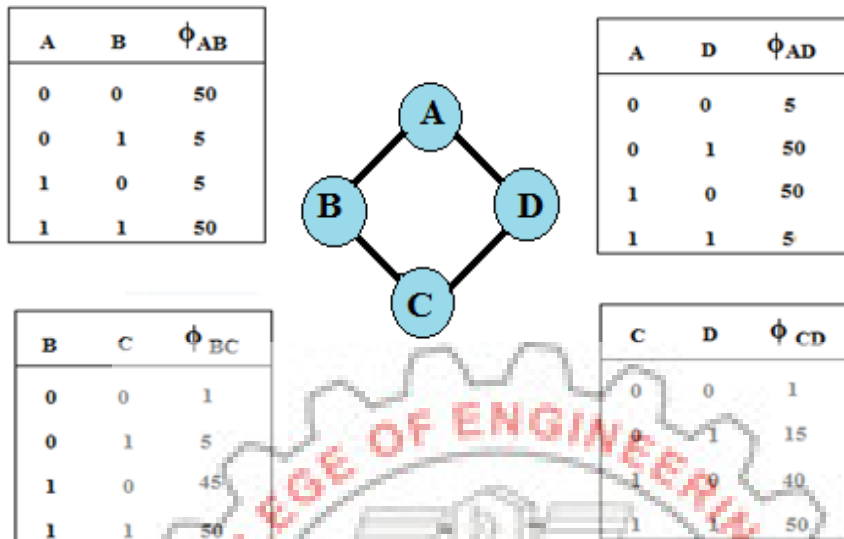 A B ϕAB
0 0 50
0 1 5
1 0 5
1 1 50
A D ϕAD
0 0 5
0 1 50
1 0 50
1 1 5
A
B
D
C
B C ϕBC
0 0 1
0 1 5
1 0 45
1 1 50
C D ϕCD
0 0 1
0 1 15
1 0 40
1 1 50
EGE OF ENGINEERIN